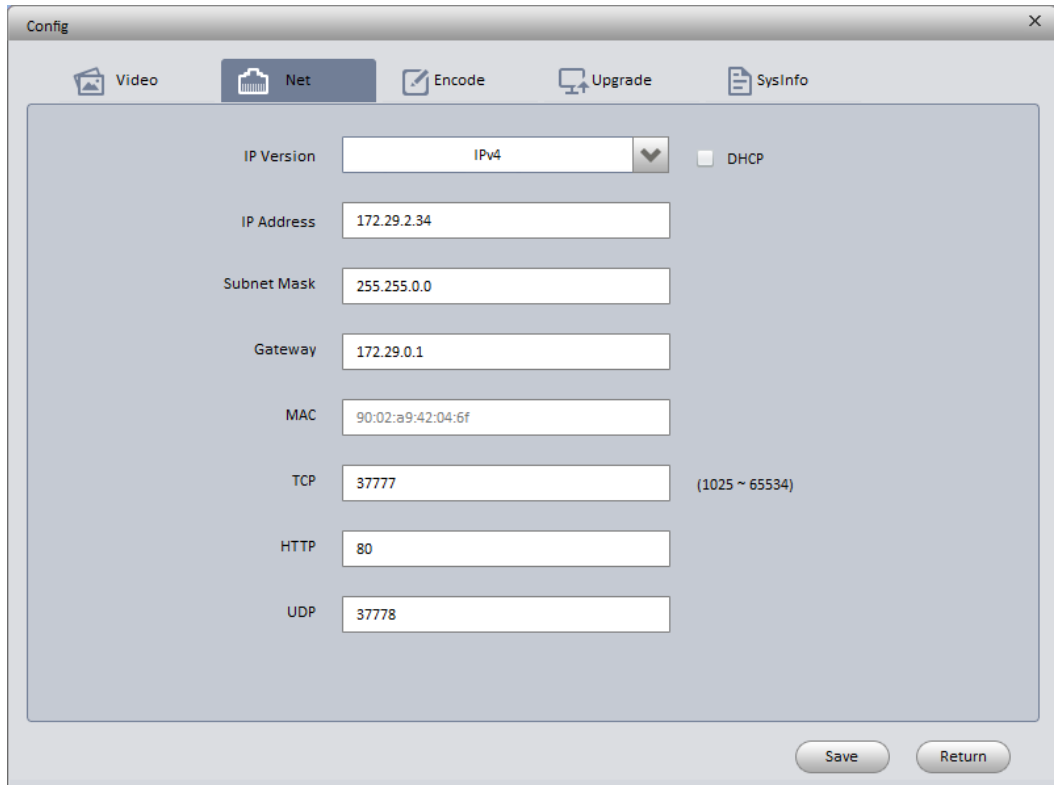 Config
Video Net Encode Upgrade SysInfo
IP Version IPv4 DHCP
IP Address 172.29.2.34
Subnet Mask 255.255.0.0
Gateway 172.29.0.1
MAC 90:02:a9:42:04:6f
TCP 37777 (1025 ~ 65534)
HTTP 80
UDP 37778
Save Return